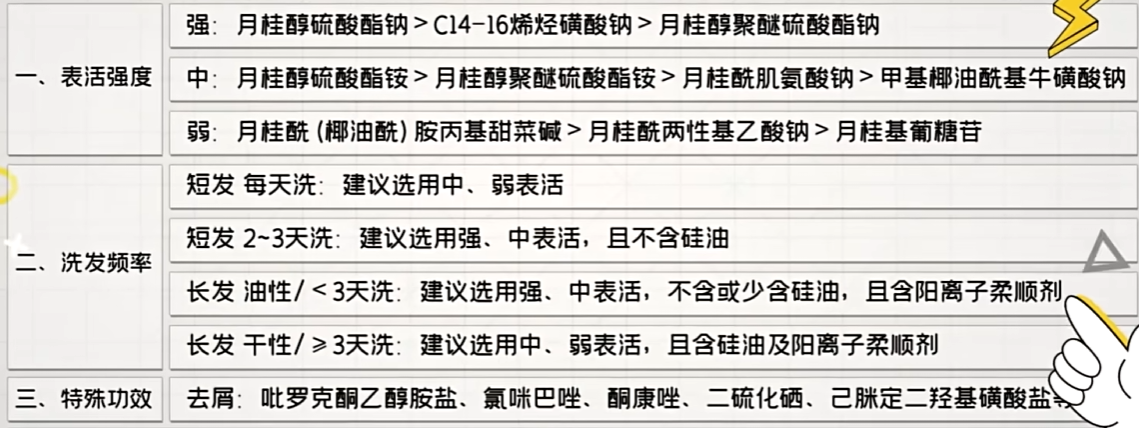 一、表活强度
强：月桂醇硫酸酯钠>C14-16烯烃磺酸钠>月桂醇聚醚硫酸酯钠
中：月桂醇硫酸酯铵>月桂醇聚醚硫酸酯铵>月桂酰肌氨酸钠>甲基椰油酰基牛磺酸钠
弱：月桂酰(椰油酰)胺丙基甜菜碱>月桂酰两性基乙酸钠>月桂基葡糖苷
二、洗发频率
短发 每天洗：建议选用中、弱表活
短发 2~3天洗：建议选用强、中表活，且不含硅油
长发 油性/<3天洗：建议选用强、中表活，不含或少含硅油，且含阳离子柔顺剂
长发 干性/≥3天洗：建议选用中、弱表活，且含硅油及阳离子柔顺剂
三、特殊功效
去屑：吡罗克酮乙醇胺盐、氯咪巴唑、酮康唑、二硫化硒、己脒定二羟基磺酸盐